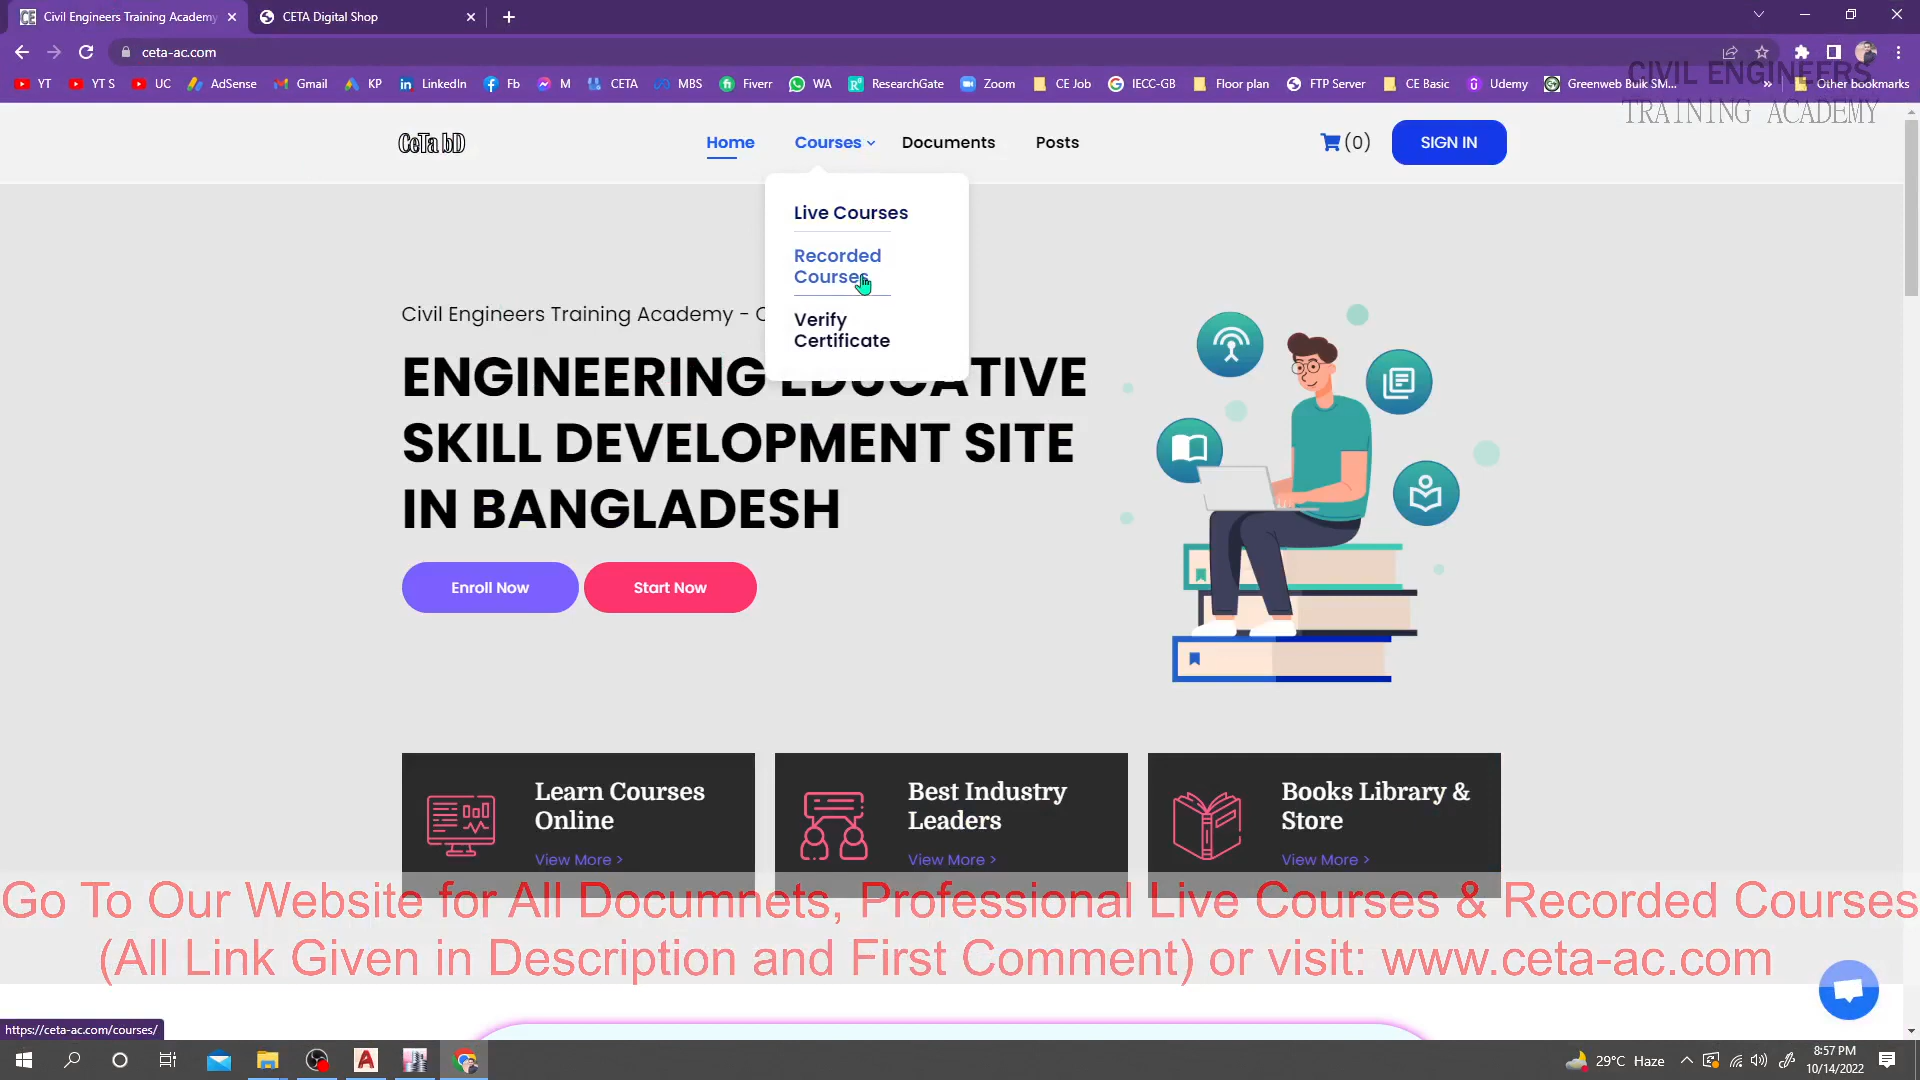 Civil Engineers Training Academy
CETA Digital Shop
ceta-ac.com
YT
YT S
UC
AdSense
Gmail
KP
LinkedIn
Fb
M
CETA
MBS
Fiverr
WA
ResearchGate
Zoom
CE Job
IECC-GB
Floor plan
FTP Server
CE Basic
Udemy
Greenweb Bulk SM...
»
Other bookmarks
CIVIL ENGINEERS
TRAINING ACADEMY
CeTa bD
Home
Courses
Documents
Posts
(0)
SIGN IN
Live Courses
Recorded
Courses
Verify
Certificate
Civil Engineers Training Academy - C
ENGINEERING EDUCATIVE
SKILL DEVELOPMENT SITE
IN BANGLADESH
Enroll Now
Start Now
Learn Courses
Online
View More >
Best Industry
Leaders
View More >
Books Library &
Store
View More >
Go To Our Website for All Documnets, Professional Live Courses & Recorded Courses
(All Link Given in Description and First Comment) or visit: www.ceta-ac.com
https://ceta-ac.com/courses/
29°C Haze
8:57 PM
10/14/2022